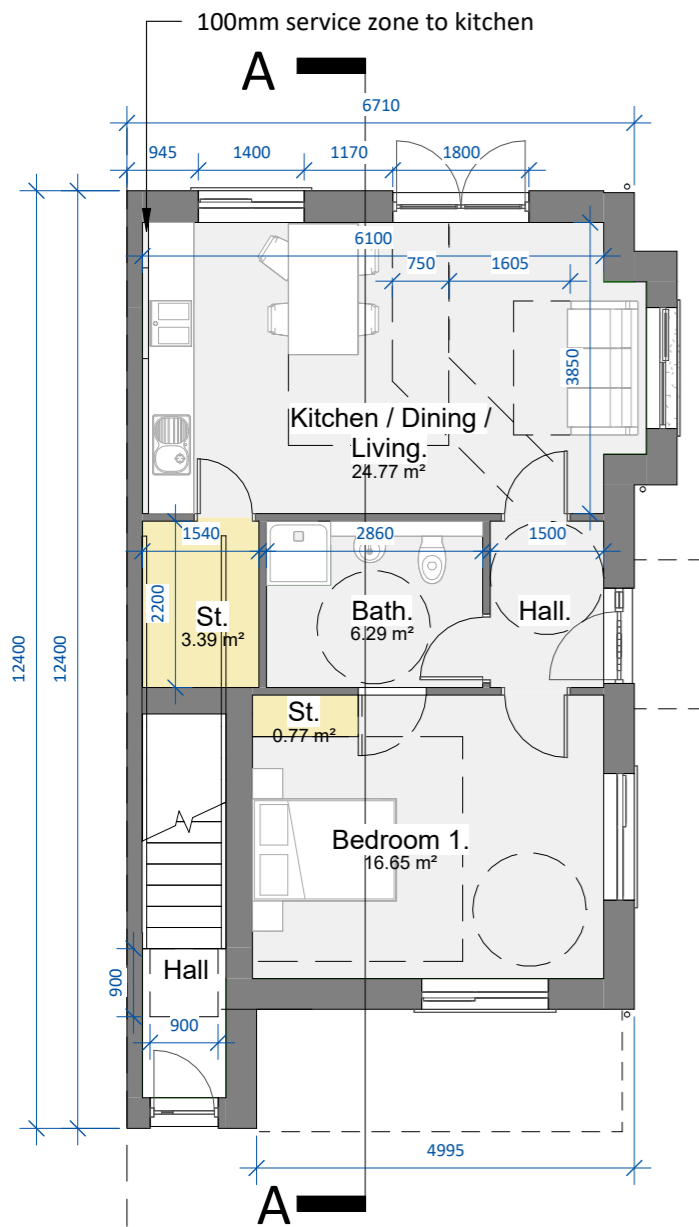 100mm service zone to kitchen
A
6710
945 1400 1170 1800
6100
750 1605
3850
Kitchen / Dining /
Living.
24.77 m²
1540 2860 1500
2200
St.
3.39 m²
Bath.
6.29 m²
Hall.
12400
12400
St.
0.77 m²
Bedroom 1.
16.65 m²
Hall
900
900
4995
A